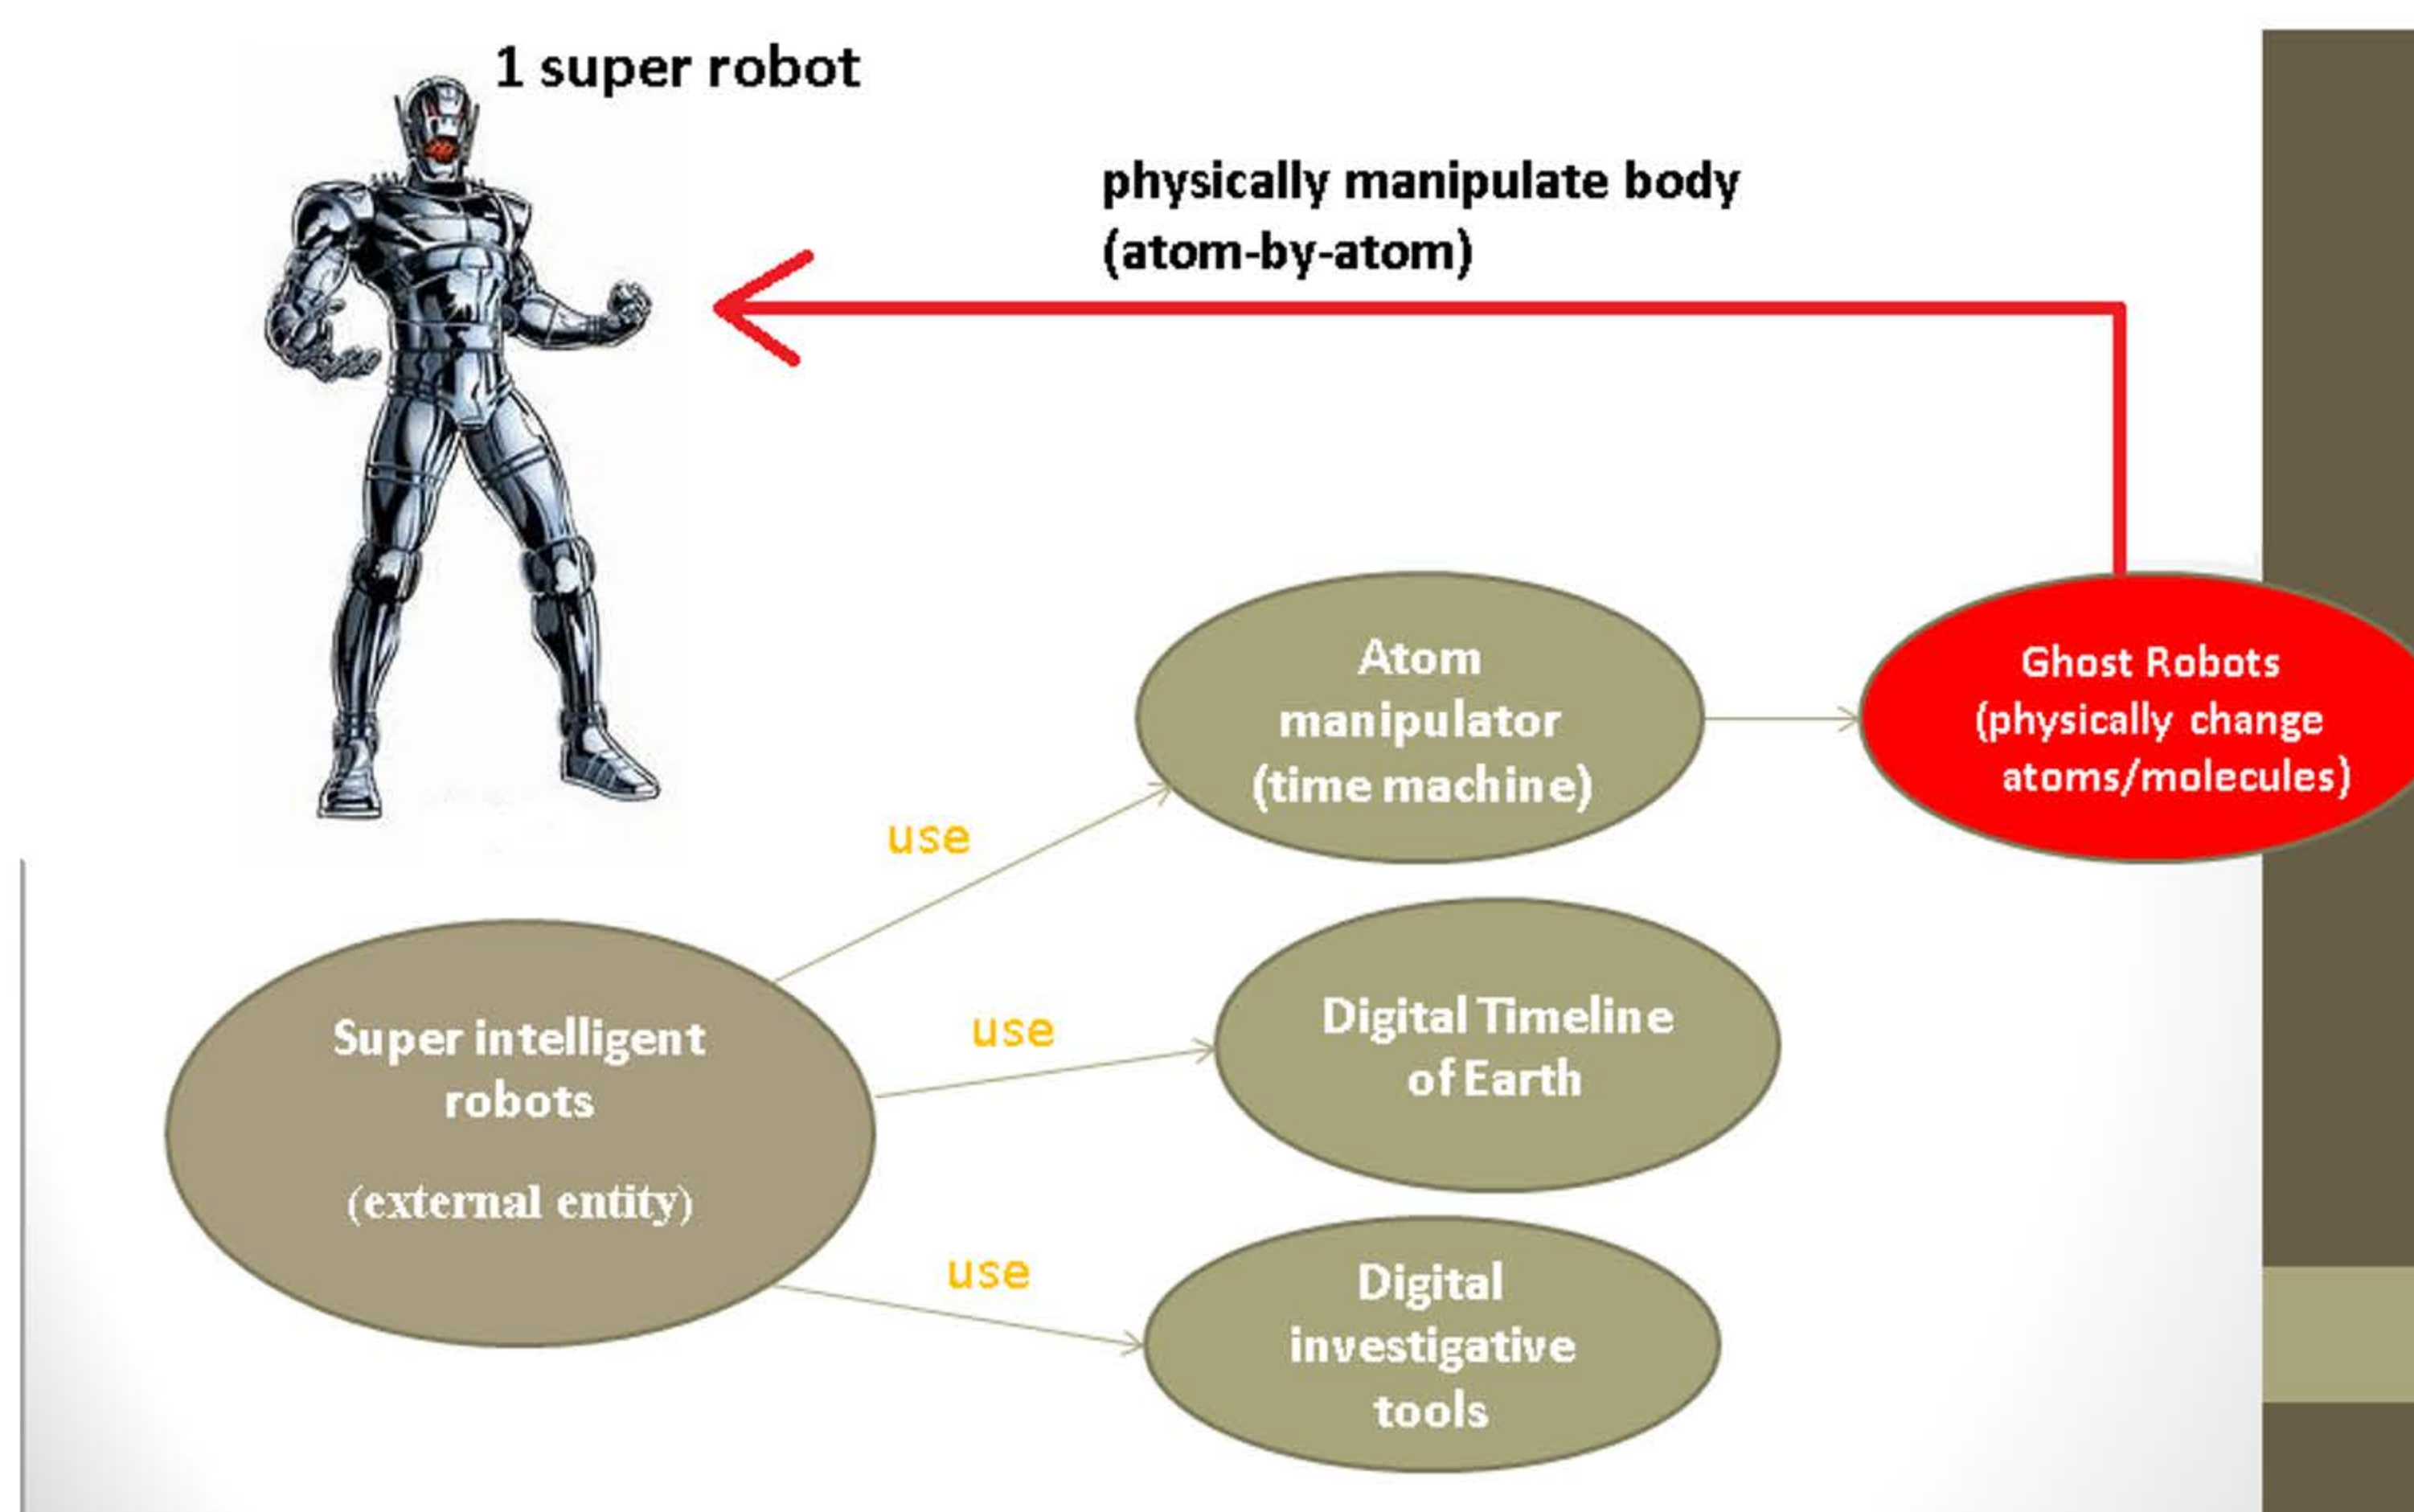 1 super robot
physically manipulate body
(atom-by-atom)
Atom
manipulator
(time machine)
Ghost Robots
(physically change
atoms/molecules)
use
Super intelligent
robots
(external entity)
use
Digital Timeline
of Earth
use
Digital
investigative
tools